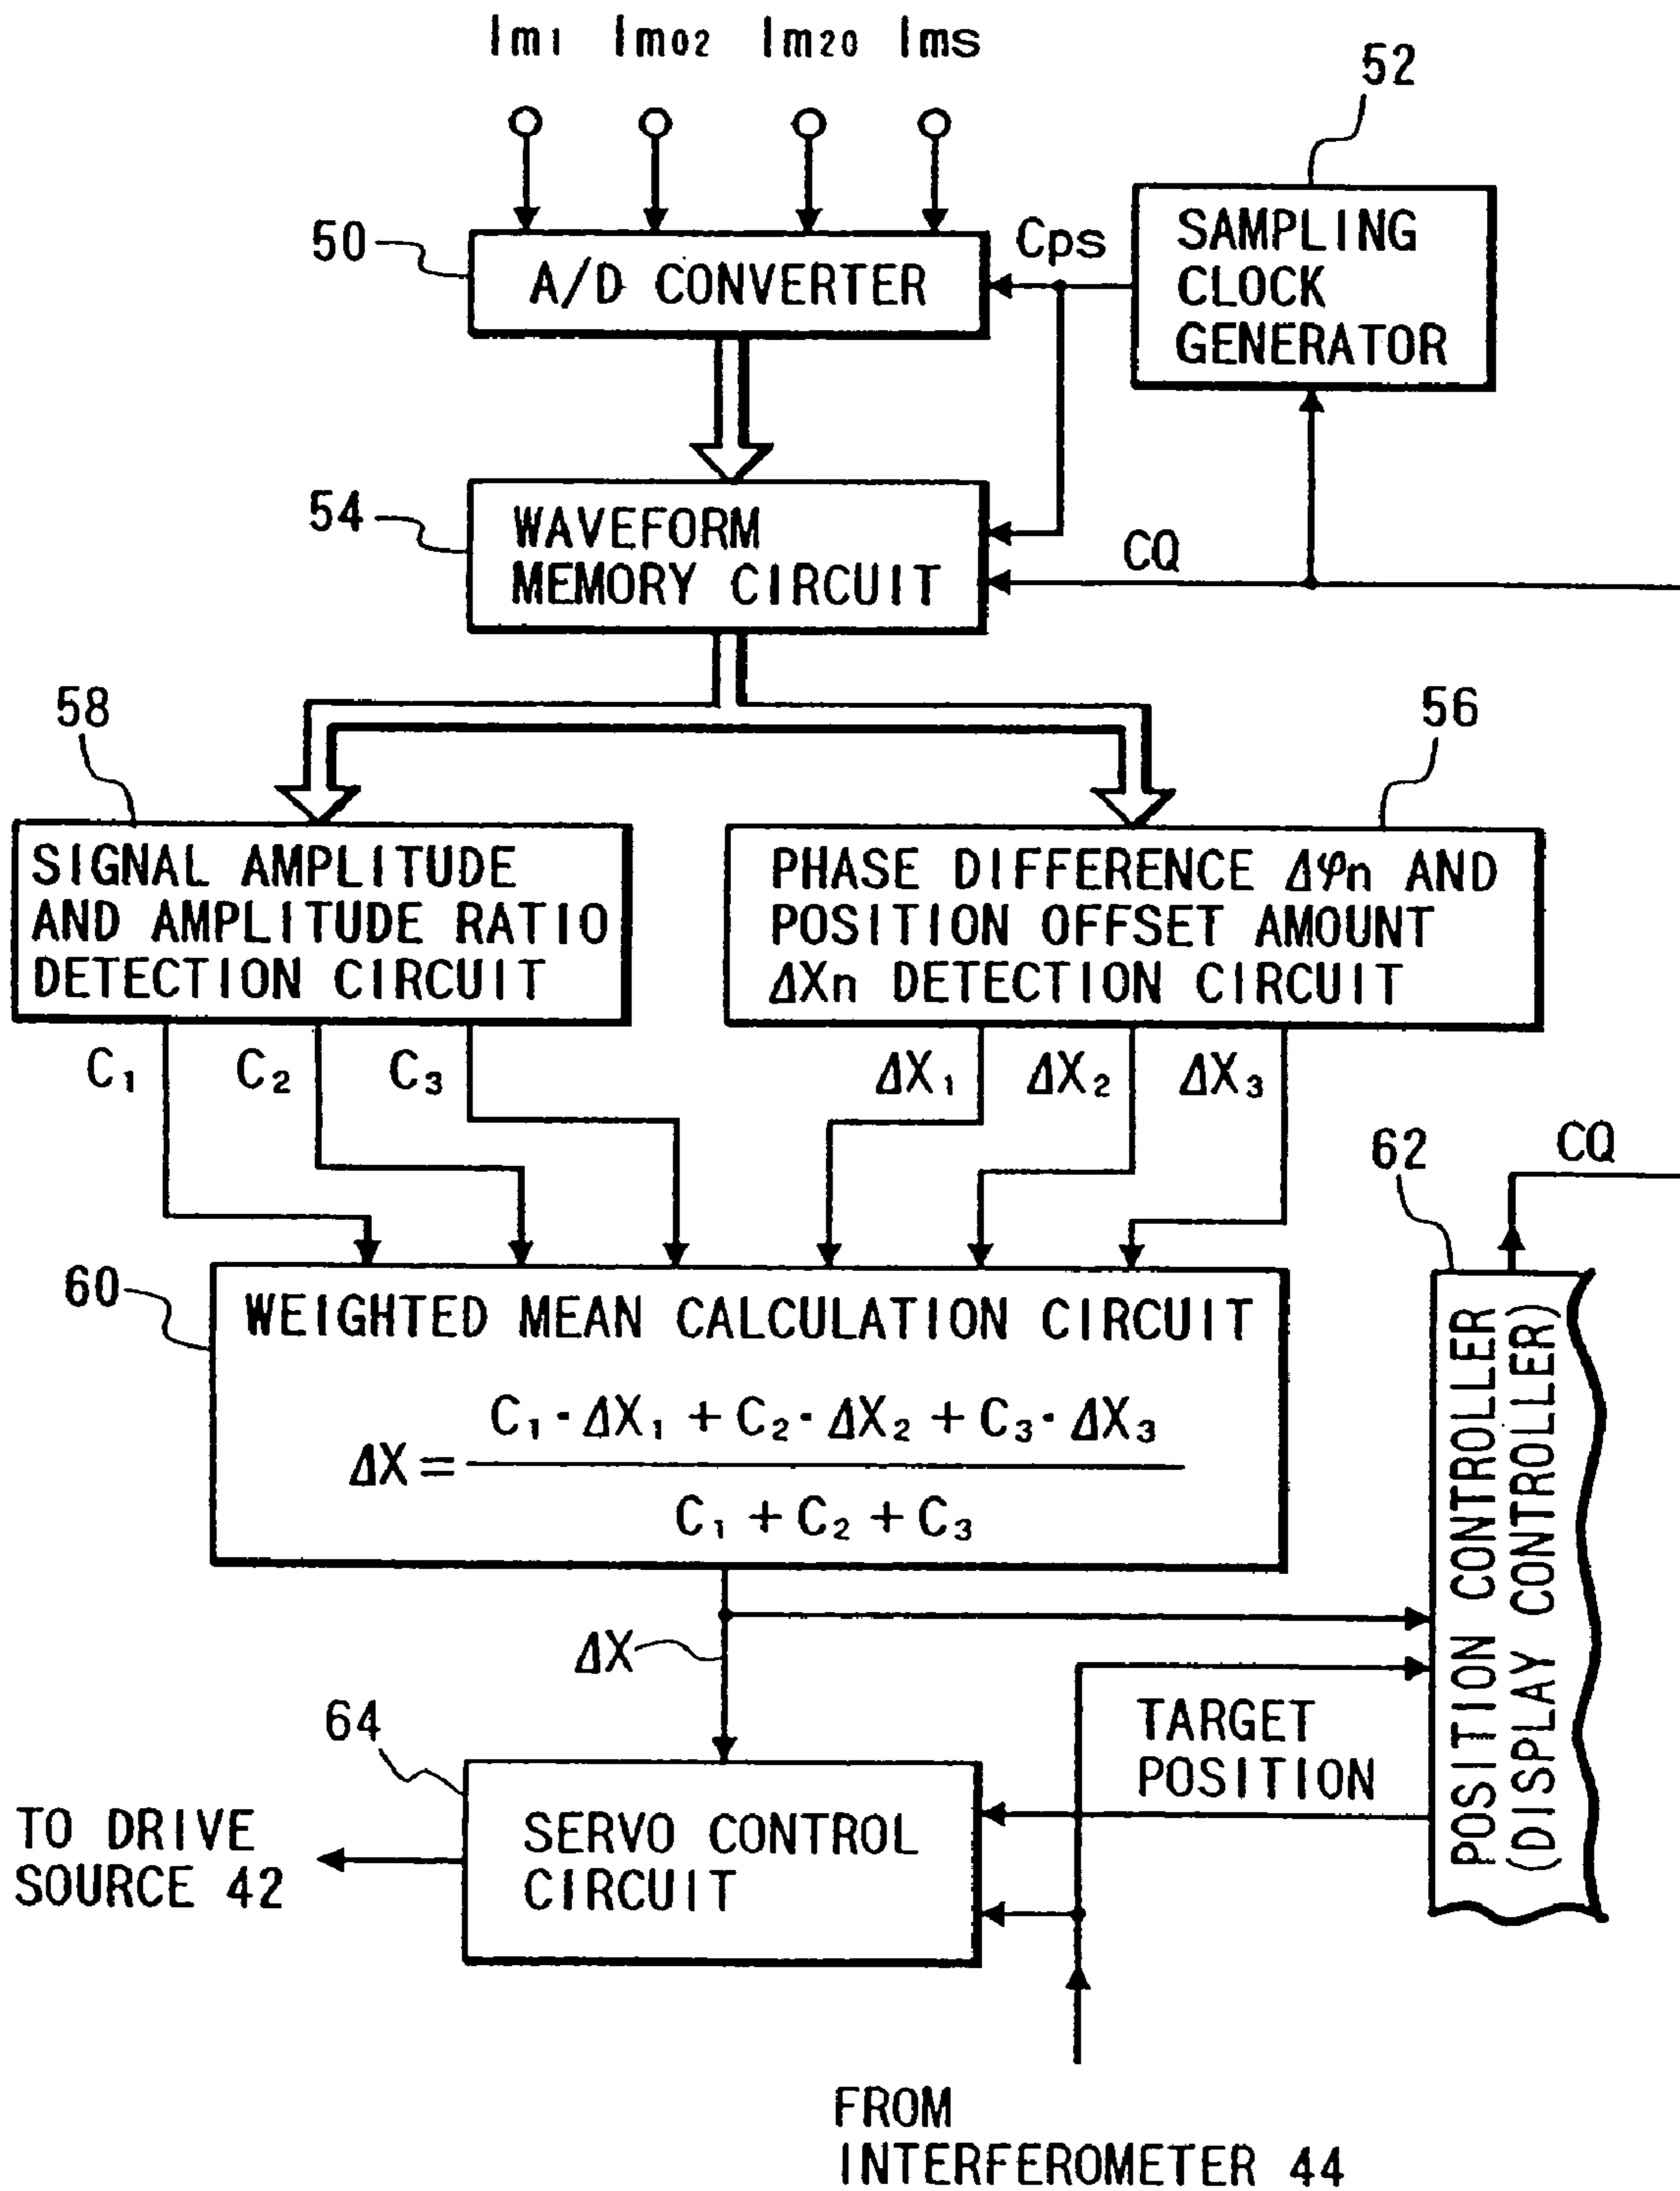 Im1 Im02 Im20 Ims
52
50
A/D CONVERTER
Cps
SAMPLING
CLOCK
GENERATOR
54
WAVEFORM
MEMORY CIRCUIT
CQ
58
56
SIGNAL AMPLITUDE
AND AMPLITUDE RATIO
DETECTION CIRCUIT
PHASE DIFFERENCE Δφn AND
POSITION OFFSET AMOUNT
ΔXn DETECTION CIRCUIT
C₁ C₂ C₃
ΔX₁ ΔX₂ ΔX₃
62
CQ
60
WEIGHTED MEAN CALCULATION CIRCUIT
C₁·ΔX₁+C₂·ΔX₂+C₃·ΔX₃
ΔX=
C₁+C₂+C₃
POSITION CONTROLLER
(DISPLAY CONTROLLER)
ΔX
64
TARGET
POSITION
SERVO CONTROL
CIRCUIT
TO DRIVE
SOURCE 42
FROM
INTERFEROMETER 44